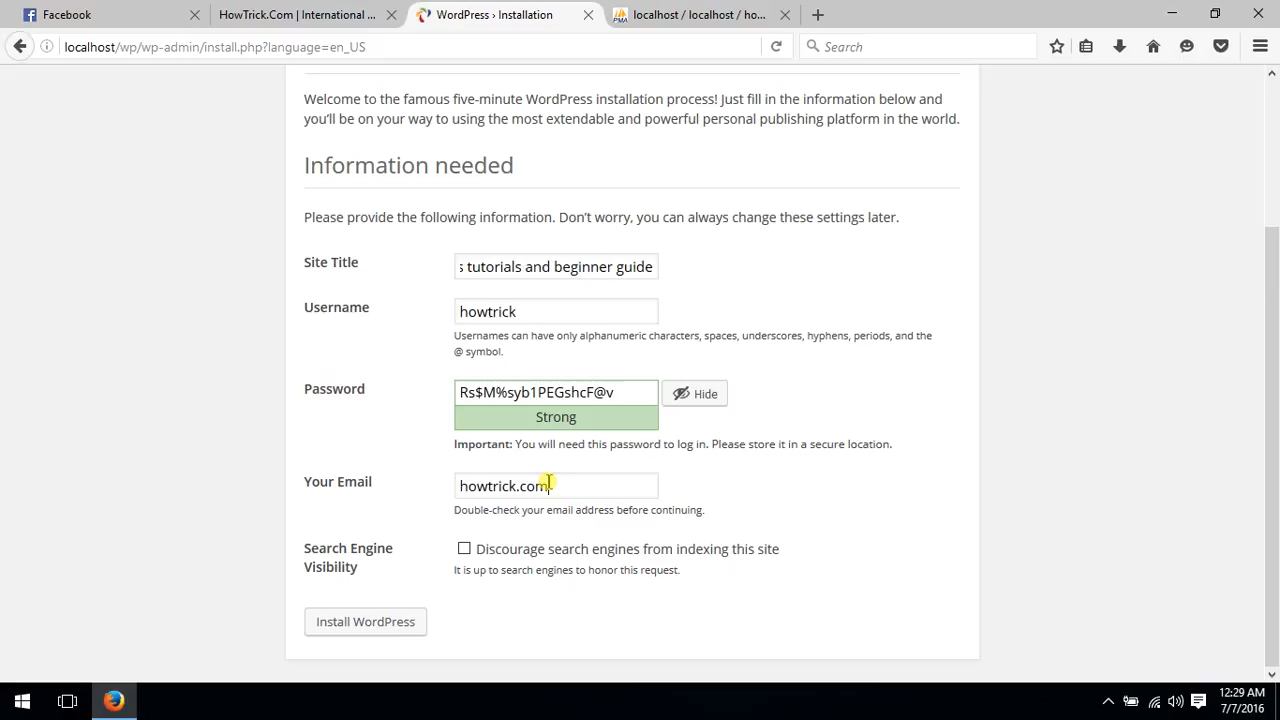 Facebook
HowTrick.Com | International ...
WordPress › Installation
PMA
localhost / localhost / ho...
localhost/wp/wp-admin/install.php?language=en_US
Search
Welcome to the famous five-minute WordPress installation process! Just fill in the information below and
you'll be on your way to using the most extendable and powerful personal publishing platform in the world.
Information needed
Please provide the following information. Don't worry, you can always change these settings later.
Site Title
s tutorials and beginner guide
Username
howtrick
Usernames can have only alphanumeric characters, spaces, underscores, hyphens, periods, and the
@ symbol.
Password
Rs$M%syb1PEGshcF@v
Hide
Strong
Important: You will need this password to log in. Please store it in a secure location.
Your Email
howtrick.com
Double-check your email address before continuing.
Search Engine
Visibility
Discourage search engines from indexing this site
It is up to search engines to honor this request.
Install WordPress
12:29 AM
7/7/2016